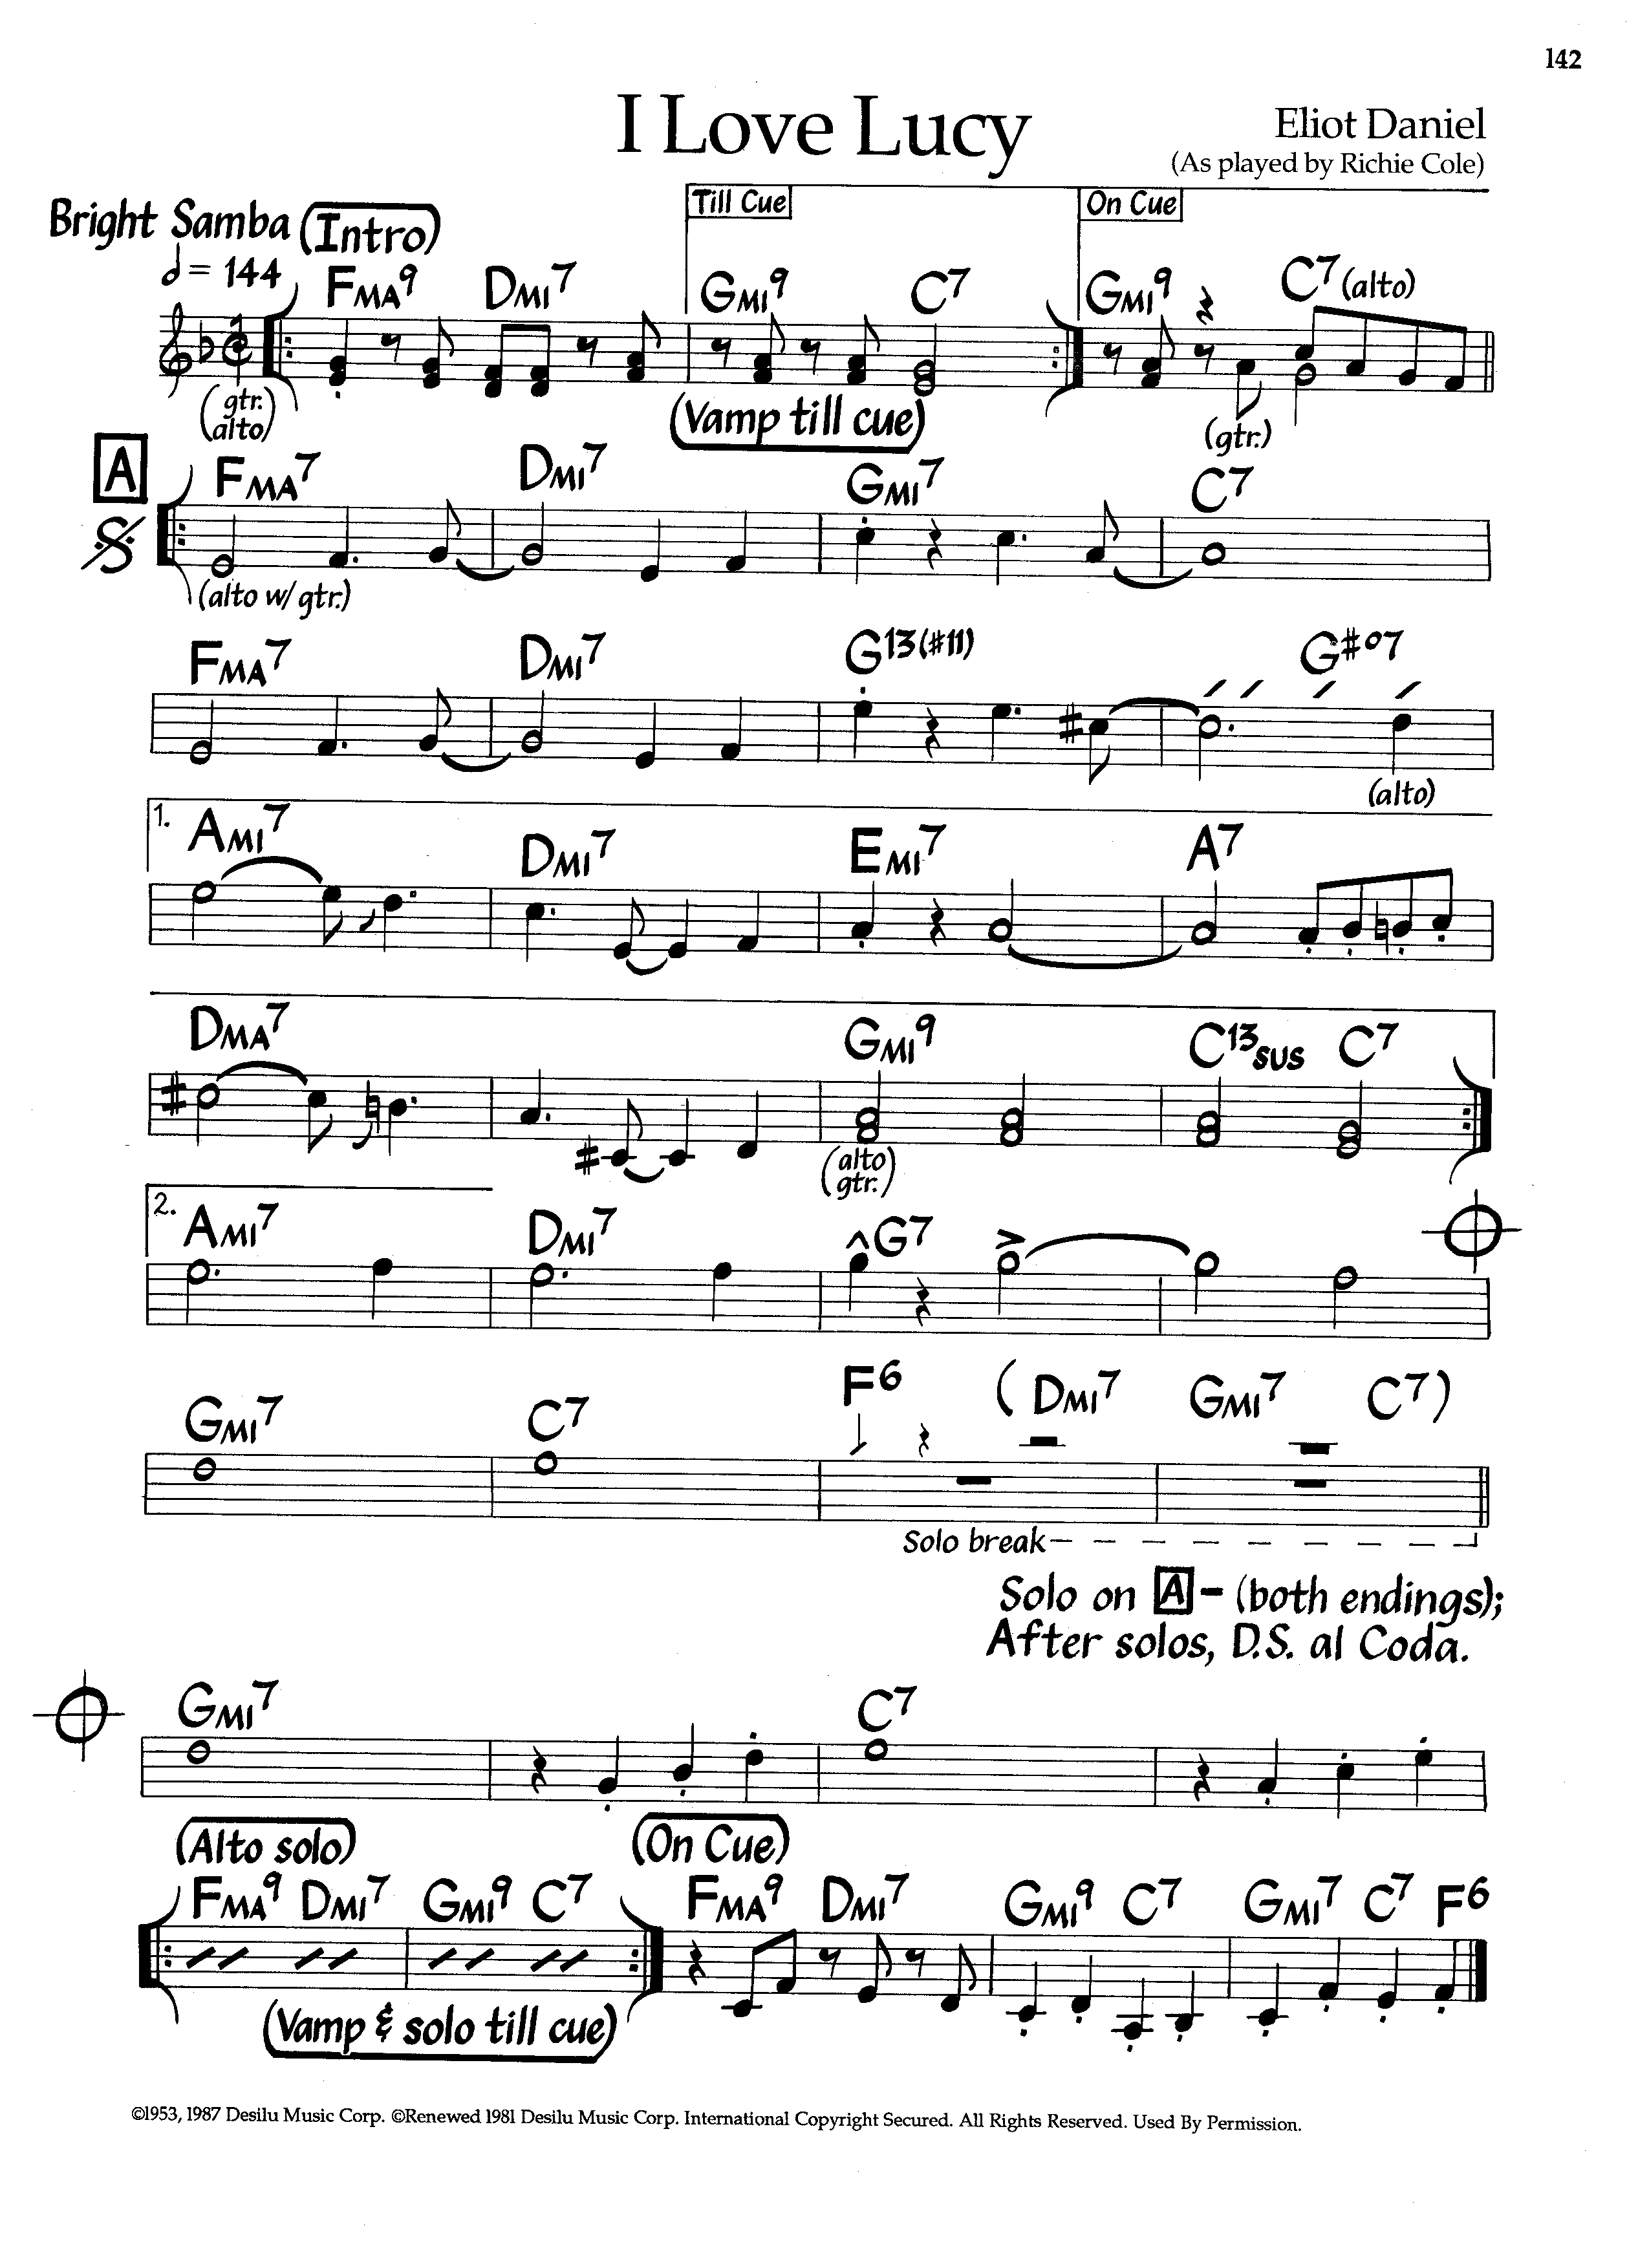 142
I Love Lucy
Eliot Daniel
(As played by Richie Cole)
Till Cue
On Cue
Bright Samba (Intro)
= 144
FMA9 DMI7 GMI9 C7 GMI9 C7 (alto)
(gtr.
alto)
(Vamp till cue)
(gtr.)
A
FMA7 DMI7 GMI7 C7
(alto w/ gtr.)
FMA7 DMI7 G13(#11) G#o7
(alto)
1.
AMI7 DMI7 EMI7 A7
DMA7 GMI9 C13sus C7
(alto
gtr.)
2.
AMI7 DMI7 G7
GMI7 C7 F6 (DMI7 GMI7 C7)
Solo break
Solo on A - (both endings);
After solos, D.S. al Coda.
GMI7 C7
(Alto solo) (On Cue)
FMA9 DMI7 GMI9 C7 FMA9 DMI7 GMI9 C7 GMI7 C7 F6
(Vamp & solo till cue)
©1953, 1987 Desilu Music Corp. ©Renewed 1981 Desilu Music Corp. International Copyright Secured. All Rights Reserved. Used By Permission.